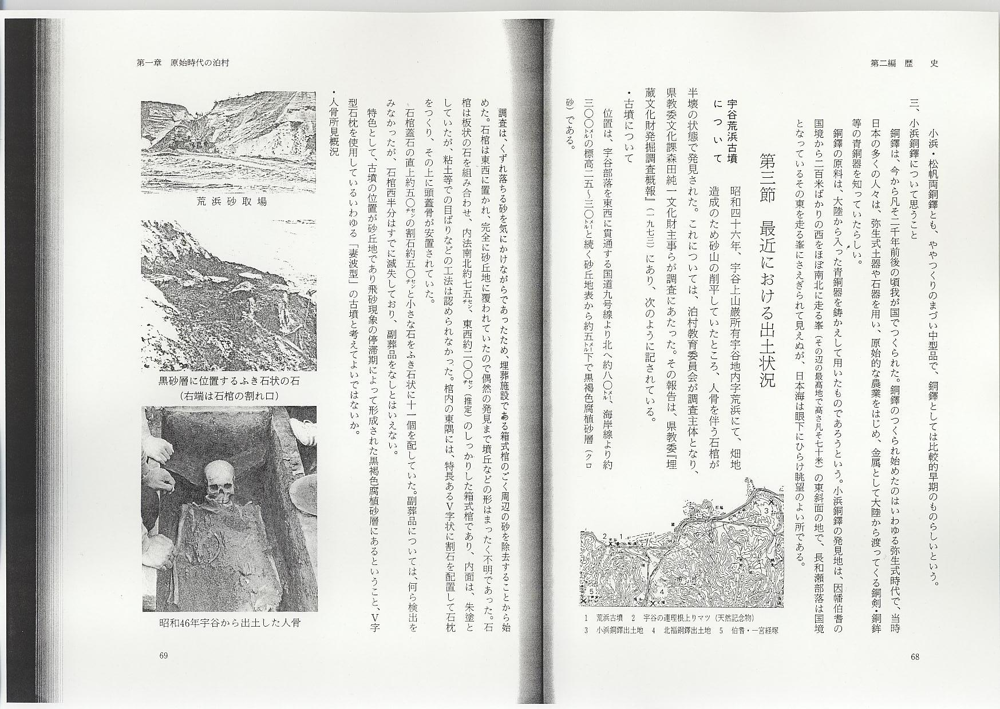 第二編　歴　　史
小浜・松帆両銅鐸とも、ややつくりのまづい中型品で、銅鐸としては比較的早期のものらしいという。
三、小浜銅鐸について思うこと
銅鐸は、今から凡そ二千年前後の頃我が国でつくられた。銅鐸のつくられ始めたのはいわゆる弥生式時代で、当時
日本の多くの人々は、弥生式土器や石器を用い、原始的な農業をはじめ、金属として大陸から渡ってくる銅剣・銅鉾
等の青銅器を知っていたらしい。
銅鐸の原料は、大陸から入った青銅器を鋳かえして用いたものであろうという。小浜銅鐸の発見地は、因幡伯耆の
国境から二百米ばかりの西をほぼ南北に走る峯（その辺の最高地で高さ凡そ七十米）の東斜面の地で、長和瀬部落は国境
となっているその東を走る峯にさえぎられて見えぬが、日本海は眼下にひらけ眺望のよい所である。
第三節　最近における出土状況
宇谷荒浜古墳
について
昭和四十六年、宇谷上山巌所有宇谷地内字荒浜にて、畑地
造成のため砂山の削平していたところ、人骨を伴う石棺が
半壊の状態で発見された。これについては、泊村教育委員会が調査主体となり、
県教委文化課森田純一文化財主事らが調査にあたった。その報告は、県教委『埋
蔵文化財発掘調査概報』（一九七三）にあり、次のように記されている。
・古墳について
位置は、宇谷部落を東西に貫通する国道九号線より北へ約八〇㍍、海岸線より約
三〇〇㍍の標高二五～三〇㍍と続く砂丘地表から約五㍍下で黒褐色腐植砂層（クロ
砂）である。
石脇
宇谷
1
2
3
4
5
1　荒浜古墳　2　宇谷の連理根上りマツ（天然記念物）
3　小浜銅鐸出土地　4　北福銅鐸出土地　5　伯耆・一宮経塚
68
第一章　原始時代の泊村
調査は、くずれ落ちる砂を気にかけながらであったため、埋葬施設である箱式棺のごく周辺の砂を除去することから始
めた。石棺は東西に置かれ、完全に砂丘地に覆われていたので偶然の発見まで墳丘などの形はまったく不明であった。石
棺は板状の石を組み合わせ、内法南北約七五㌢、東西約二〇〇㌢（推定）のしっかりした箱式棺であり、内面は、朱塗と
していたが、粘土等での目ばりなどの工法は認められなかった。棺内の東隅には、特長あるＶ字状に割石を配置して石枕
をつくり、その上に頭蓋骨が安置されていた。
石棺蓋石の直上約五〇㌢の割石約五〇㌢と小さな石をふき石状に十一個を配していた。副葬品については、何ら検出を
みなかったが、石棺西半分はすでに滅失しており、副葬品をなしとはいえない。
特色として、古墳の位置が砂丘地であり飛砂現象の停滞期によって形成された黒褐色腐植砂層にあるということ、Ｖ字
型石枕を使用しているいわゆる「妻波型」の古墳と考えてよいではないか。
・人骨所見概況
荒浜砂取場
黒砂層に位置するふき石状の石
（右端は石棺の割れ口）
昭和46年宇谷から出土した人骨
69